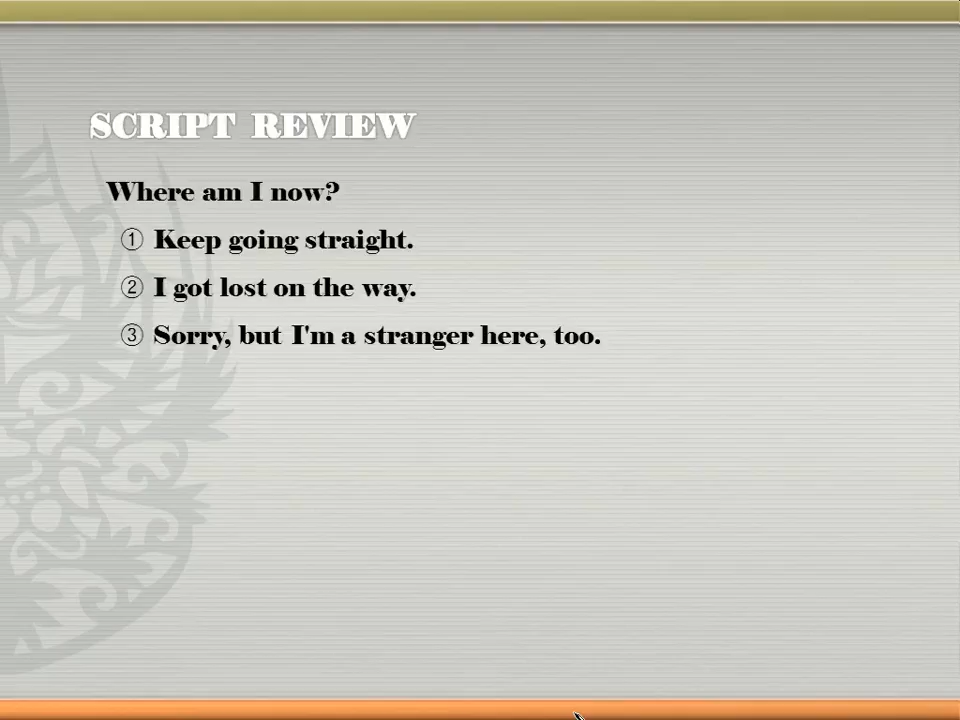 SCRIPT REVIEW
Where am I now?
① Keep going straight.
② I got lost on the way.
③ Sorry, but I'm a stranger here, too.